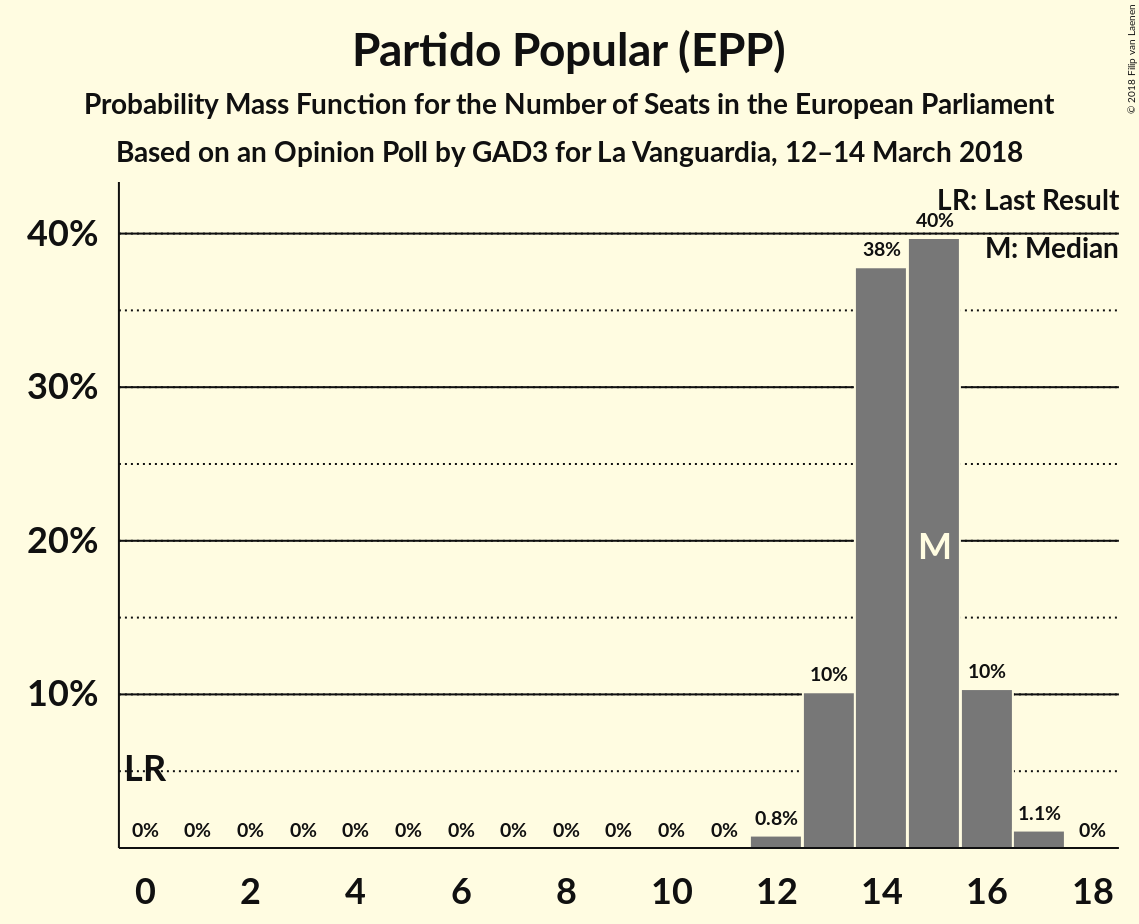 Partido Popular (EPP)
Probability Mass Function for the Number of Seats in the European Parliament
Based on an Opinion Poll by GAD3 for La Vanguardia, 12–14 March 2018
© 2018 Filip van Laenen
LR: Last Result
M: Median
40%
30%
20%
10%
LR
M
0% 0% 0% 0% 0% 0% 0% 0% 0% 0% 0% 0% 0.8% 10% 38% 40% 10% 1.1% 0%
0 2 4 6 8 10 12 14 16 18